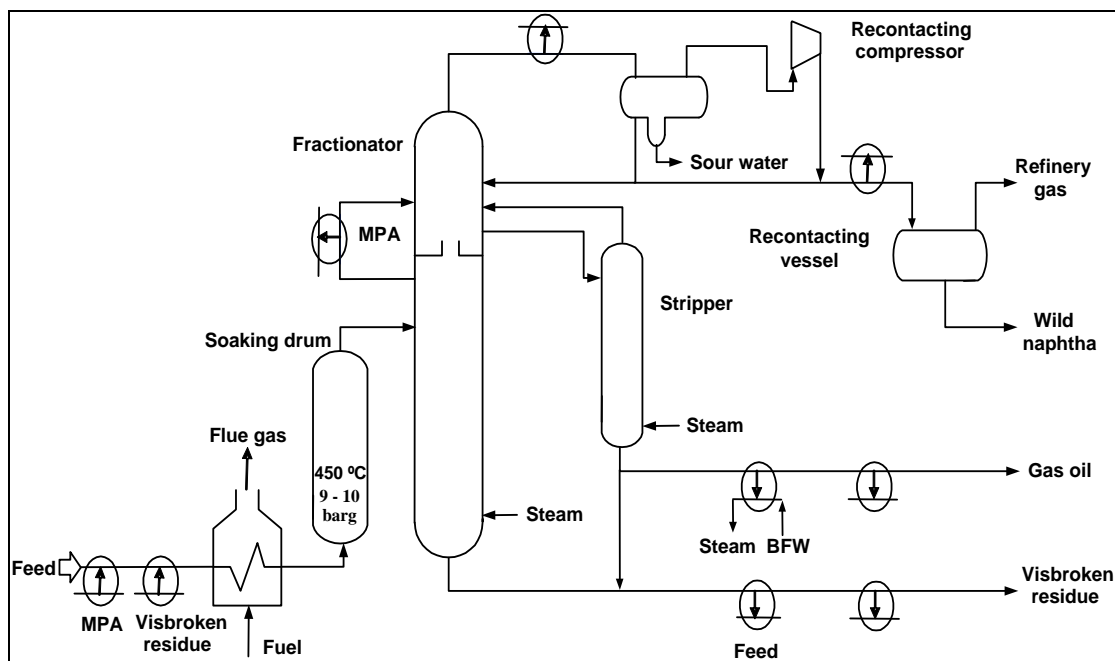 Recontacting
compressor
Fractionator
Sour water
Refinery
gas
MPA
Recontacting
vessel
Stripper
Soaking drum
Wild
naphtha
Flue gas
Steam
450 ºC
9 - 10
barg
Gas oil
Steam
Steam BFW
Feed
Visbroken
residue
MPA
Visbroken
residue
Fuel
Feed